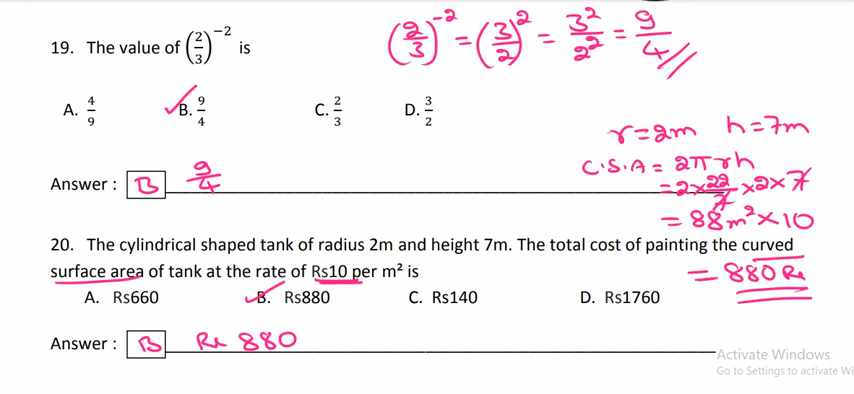 19. The value of (2/3)^−2 is
(2/3)^-2 = (3/2)^2 = 3^2/2^2 = 9/4 //
A. 4/9 B. 9/4 C. 2/3 D. 3/2
r=2m h=7m
C.S.A = 2πrh
= 2 × 22/7 × 2 × 7
Answer : B 9/4
= 88m² × 10
20. The cylindrical shaped tank of radius 2m and height 7m. The total cost of painting the curved
surface area of tank at the rate of Rs10 per m² is
= 880 Rs
A. Rs660 B. Rs880 C. Rs140 D. Rs1760
Answer : B Rs 880
Activate Windows
Go to Settings to activate Wi